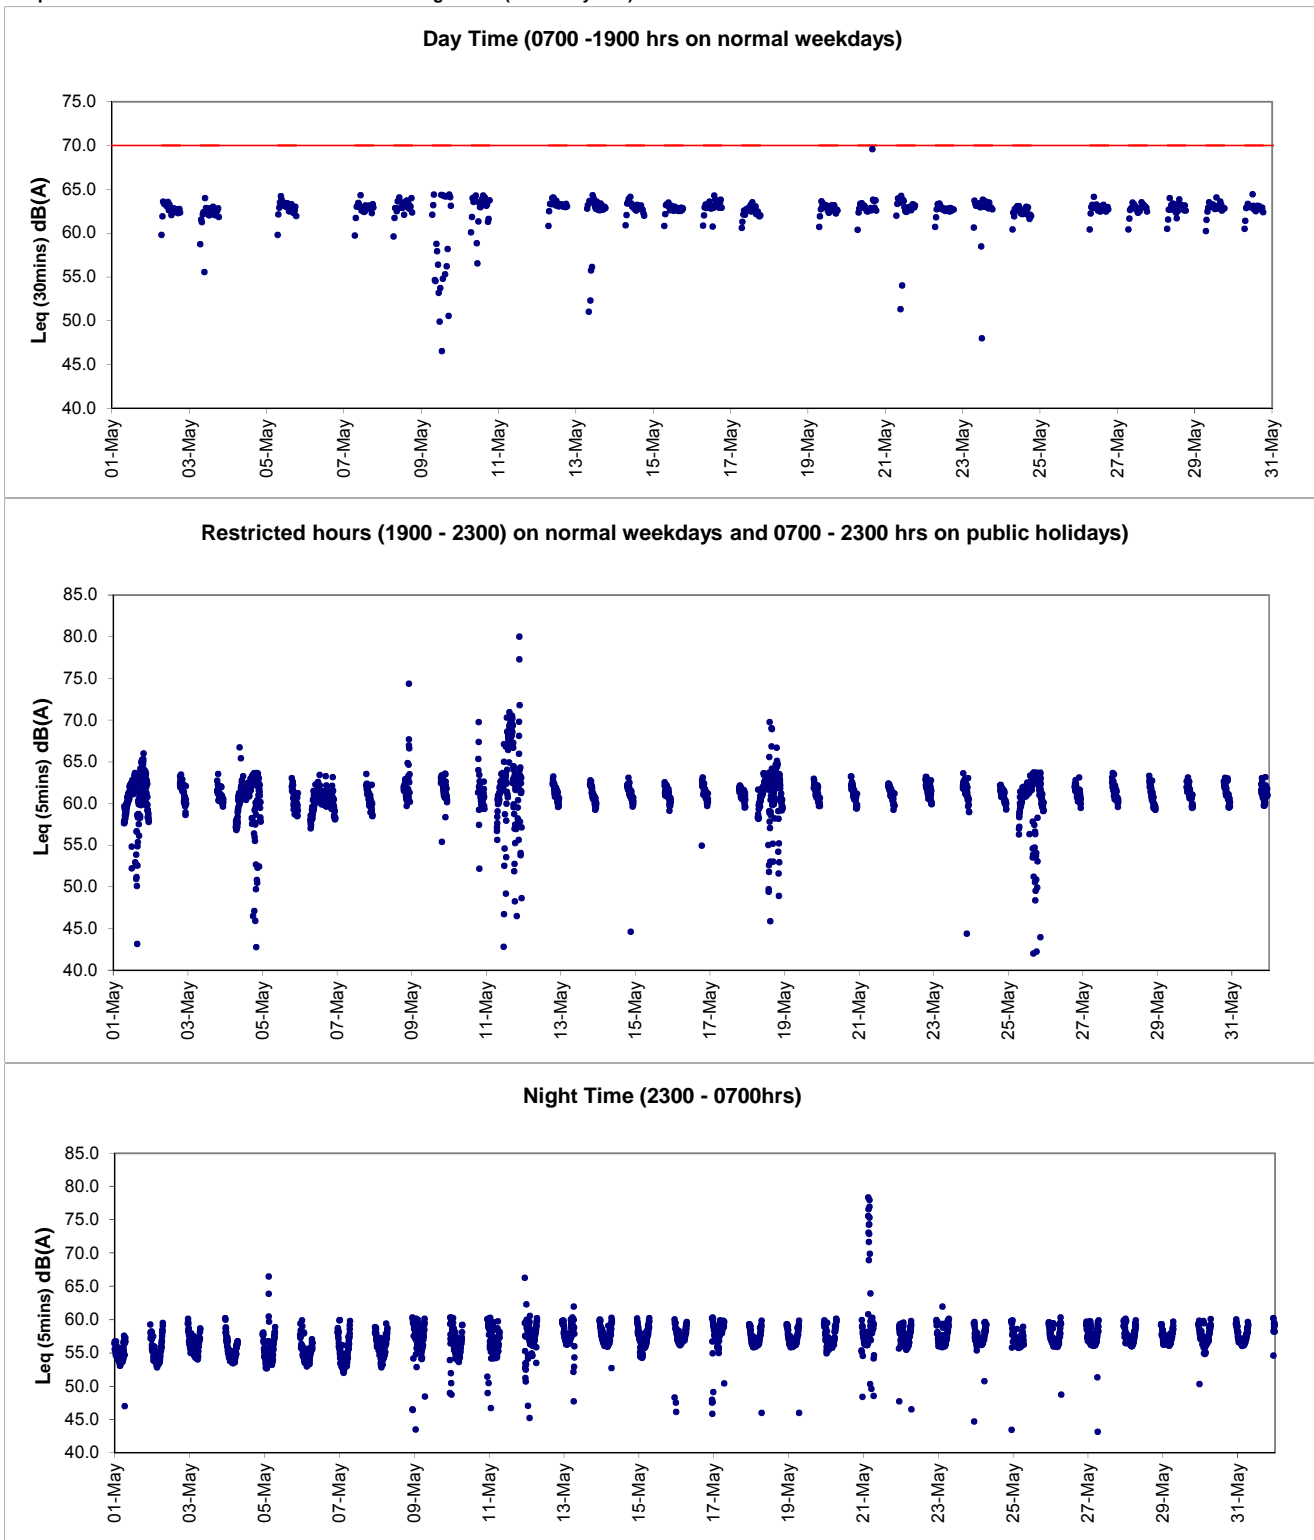 Day Time (0700 -1900 hrs on normal weekdays)
Leq (30mins) dB(A)
75.0
70.0
65.0
60.0
55.0
50.0
45.0
40.0
01-May
03-May
05-May
07-May
09-May
11-May
13-May
15-May
17-May
19-May
21-May
23-May
25-May
27-May
29-May
31-May
Restricted hours (1900 - 2300) on normal weekdays and 0700 - 2300 hrs on public holidays)
Leq (5mins) dB(A)
85.0
80.0
75.0
70.0
65.0
60.0
55.0
50.0
45.0
40.0
01-May
03-May
05-May
07-May
09-May
11-May
13-May
15-May
17-May
19-May
21-May
23-May
25-May
27-May
29-May
31-May
Night Time (2300 - 0700hrs)
Leq (5mins) dB(A)
85.0
80.0
75.0
70.0
65.0
60.0
55.0
50.0
45.0
40.0
01-May
03-May
05-May
07-May
09-May
11-May
13-May
15-May
17-May
19-May
21-May
23-May
25-May
27-May
29-May
31-May